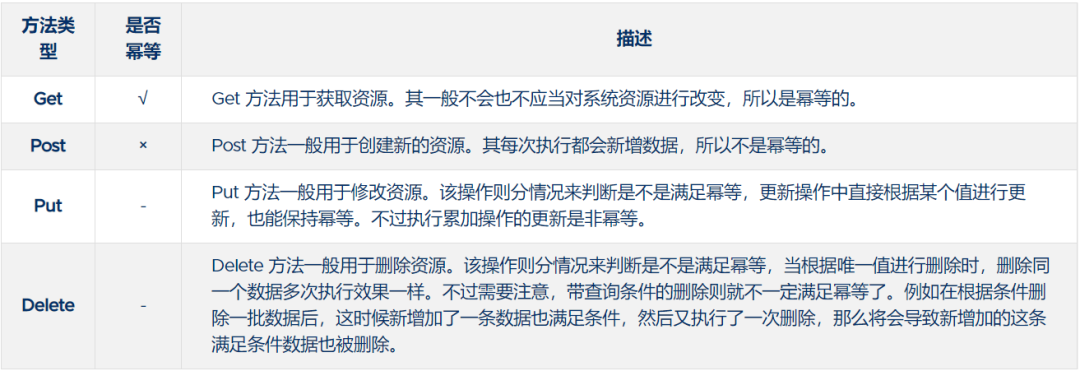 方法类
型
是否
幂等
描述
Get
√
Get 方法用于获取资源。其一般不会也不应当对系统资源进行改变，所以是幂等的。
Post
×
Post 方法一般用于创建新的资源。其每次执行都会新增数据，所以不是幂等的。
Put
-
Put 方法一般用于修改资源。该操作则分情况来判断是不是满足幂等，更新操作中直接根据某个值进行更
新，也能保持幂等。不过执行累加操作的更新是非幂等。
Delete
-
Delete 方法一般用于删除资源。该操作则分情况来判断是不是满足幂等，当根据唯一值进行删除时，删除同
一个数据多次执行效果一样。不过需要注意，带查询条件的删除则就不一定满足幂等了。例如在根据条件删
除一批数据后，这时候新增加了一条数据也满足条件，然后又执行了一次删除，那么将会导致新增加的这条
满足条件数据也被删除。